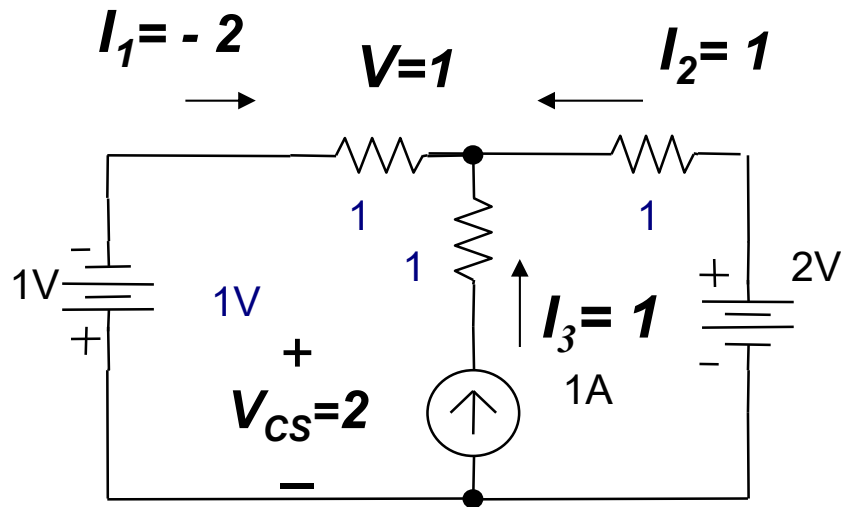 I1= - 2
V=1
I2= 1
1
1
1
-
1V
+
1V
+
VCS=2
−
I3= 1
1A
+
2V
-